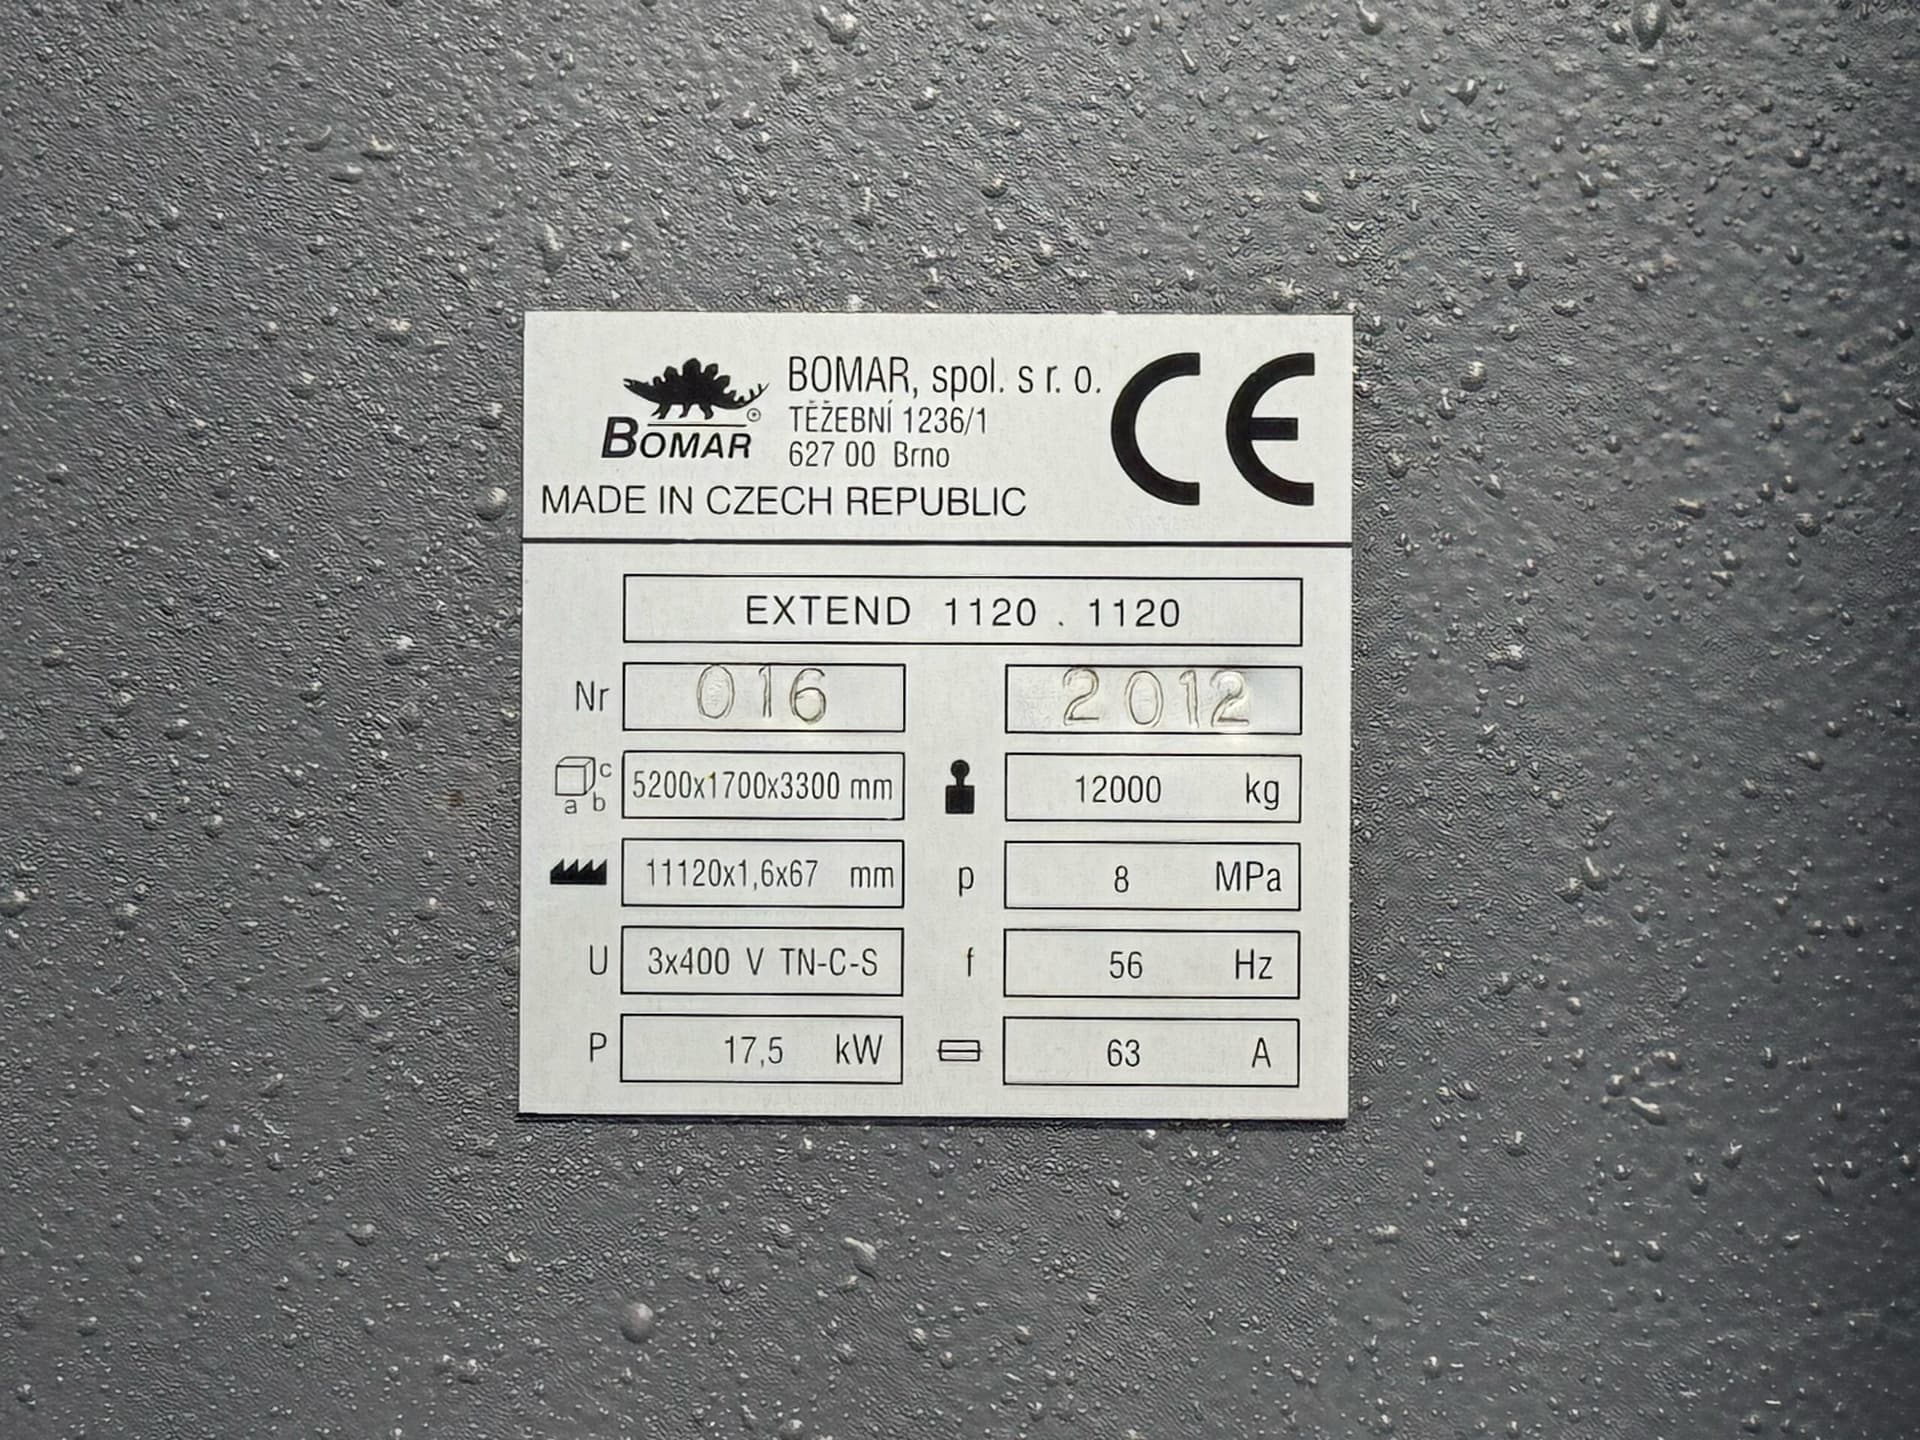 BOMAR
BOMAR, spol. s r. o.
TĚŽEBNÍ 1236/1
627 00 Brno
MADE IN CZECH REPUBLIC
CE
EXTEND 1120 . 1120
Nr 016 2012
a b c 5200x1700x3300 mm 12000 kg
11120x1,6x67 mm p 8 MPa
U 3x400 V TN-C-S f 56 Hz
P 17,5 kW 63 A